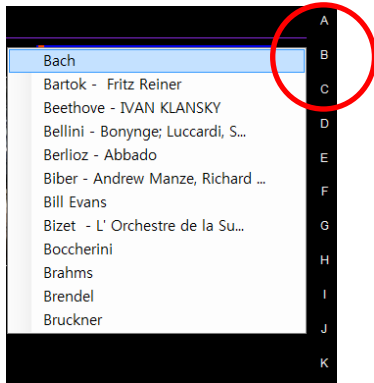 Bach
Bartok -  Fritz Reiner
Beethove - IVAN KLANSKY
Bellini - Bonynge; Luccardi, S...
Berlioz - Abbado
Biber - Andrew Manze, Richard ...
Bill Evans
Bizet  - L' Orchestre de la Su...
Boccherini
Brahms
Brendel
Bruckner
A
B
C
D
E
F
G
H
I
J
K